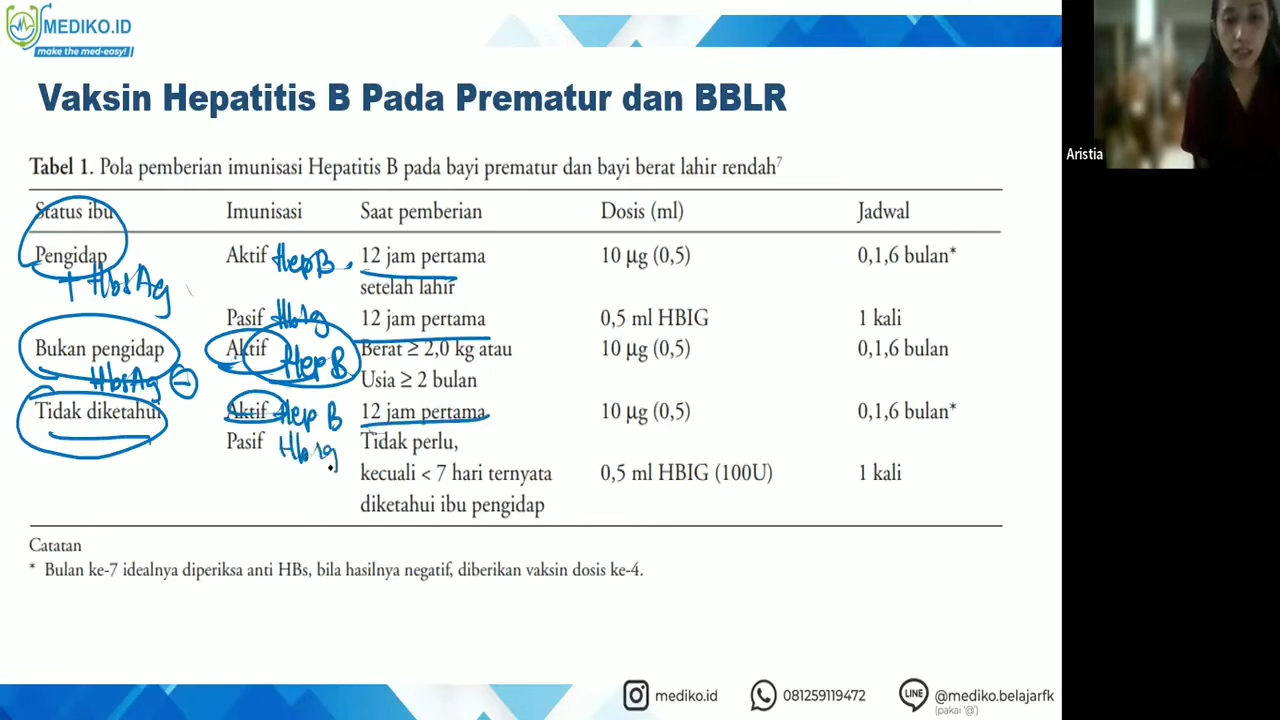 MEDIKO.ID
make the med-easy!
Vaksin Hepatitis B Pada Prematur dan BBLR
Aristia
Tabel 1. Pola pemberian imunisasi Hepatitis B pada bayi prematur dan bayi berat lahir rendah7
Status ibu Imunisasi Saat pemberian Dosis (ml) Jadwal
Pengidap Aktif HepB 12 jam pertama 10 µg (0,5) 0,1,6 bulan*
+ HbsAg setelah lahir
Pasif Hbig 12 jam pertama 0,5 ml HBIG 1 kali
Bukan pengidap Aktif HepB Berat ≥ 2,0 kg atau 10 µg (0,5) 0,1,6 bulan
HbsAg - Usia ≥ 2 bulan
Tidak diketahui Aktif Hep B 12 jam pertama 10 µg (0,5) 0,1,6 bulan*
Pasif Hbig Tidak perlu,
kecuali < 7 hari ternyata 0,5 ml HBIG (100U) 1 kali
diketahui ibu pengidap
Catatan
* Bulan ke-7 idealnya diperiksa anti HBs, bila hasilnya negatif, diberikan vaksin dosis ke-4.
mediko.id 081259119472 LINE @mediko.belajarfk
(pakai '@')